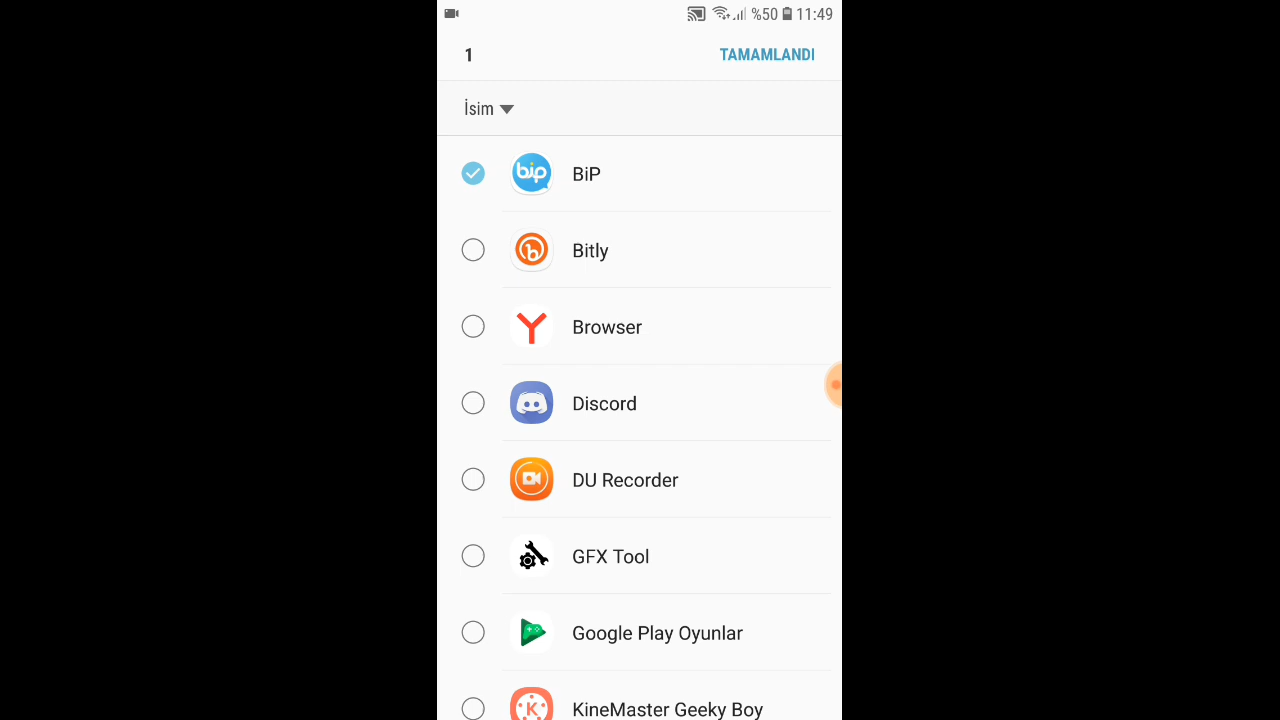 %50 11:49
1 TAMAMLANDI
İsim
bip BiP
b Bitly
Browser
Discord
DU Recorder
GFX Tool
Google Play Oyunlar
K KineMaster Geeky Boy